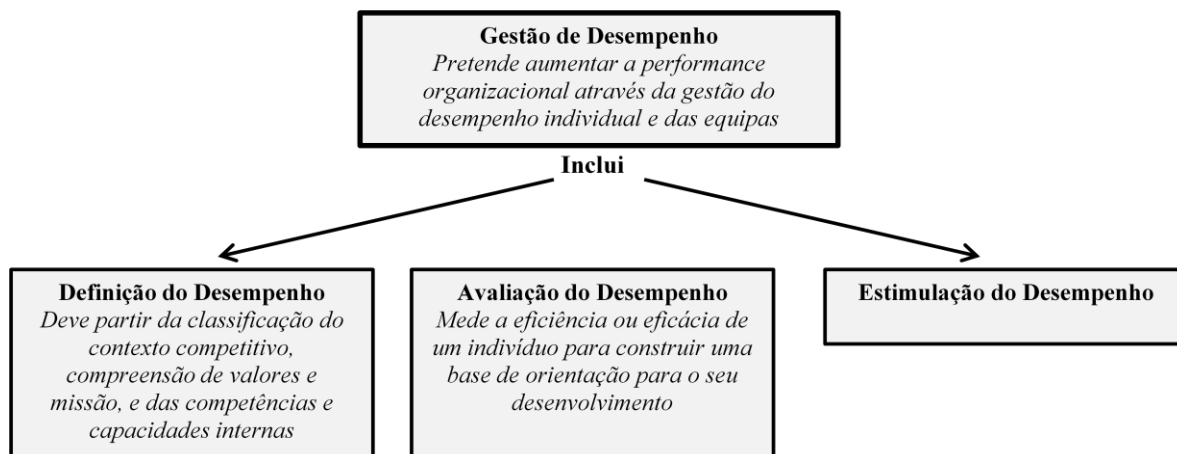 Gestão de Desempenho
Pretende aumentar a performance
organizacional através da gestão do
desempenho individual e das equipas
Inclui
Definição do Desempenho
Deve partir da classificação do
contexto competitivo,
compreensão de valores e
missão, e das competências e
capacidades internas
Avaliação do Desempenho
Mede a eficiência ou eficácia de
um indivíduo para construir uma
base de orientação para o seu
desenvolvimento
Estimulação do Desempenho